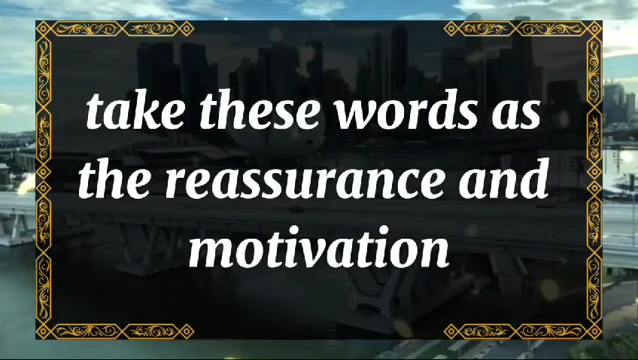 take these words as
the reassurance and
motivation